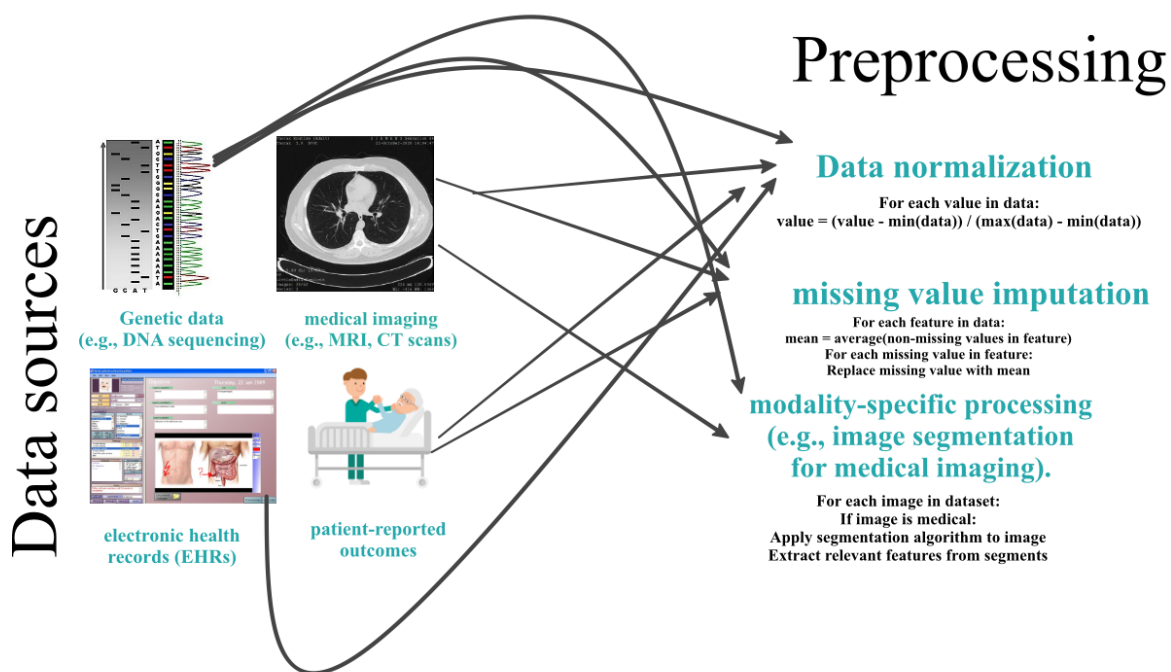 Preprocessing
Data sources
A T G C T T C G G C A A G A C T C A A A A A A T A
G C A T
Genetic data
(e.g., DNA sequencing)
medical imaging
(e.g., MRI, CT scans)
electronic health
records (EHRs)
patient-reported
outcomes
Data normalization
For each value in data:
value = (value - min(data)) / (max(data) - min(data))
missing value imputation
For each feature in data:
mean = average(non-missing values in feature)
For each missing value in feature:
Replace missing value with mean
modality-specific processing
(e.g., image segmentation
for medical imaging).
For each image in dataset:
If image is medical:
Apply segmentation algorithm to image
Extract relevant features from segments